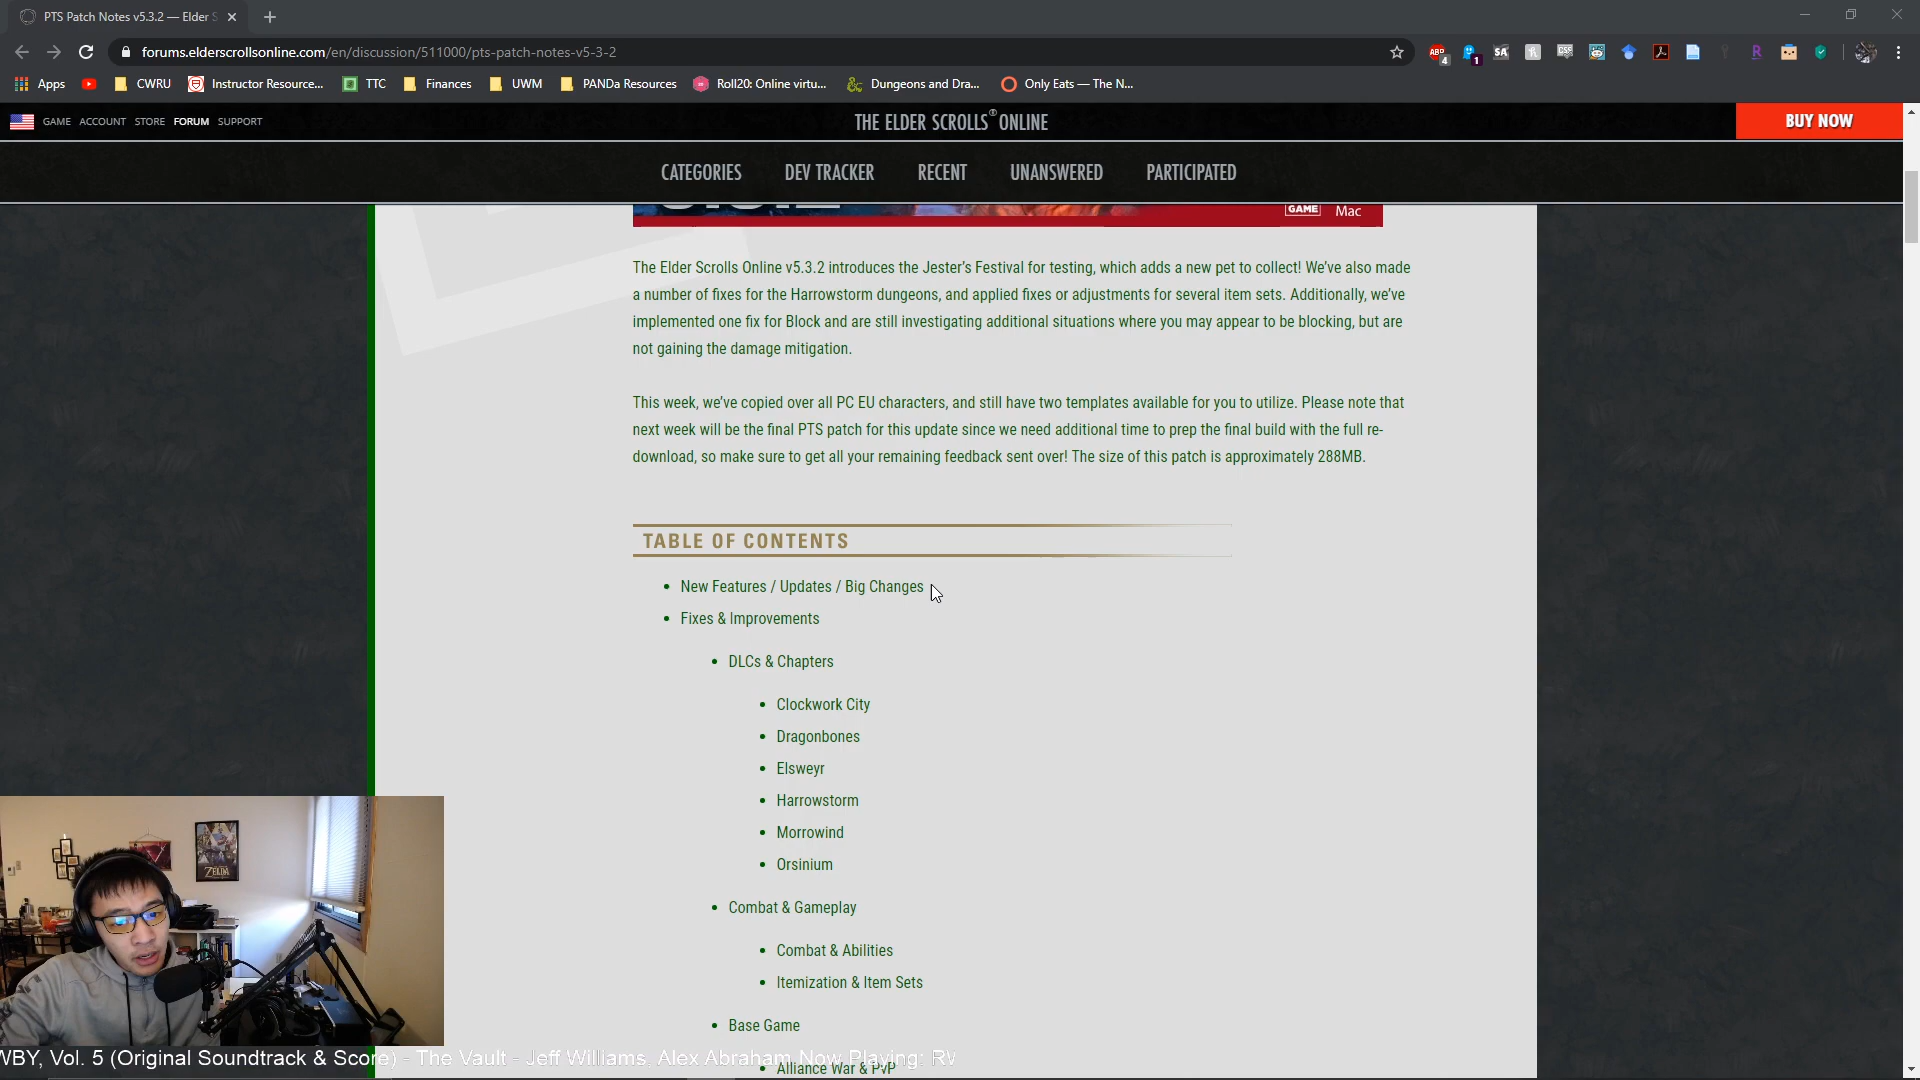 PTS Patch Notes v5.3.2 — Elder S
forums.elderscrollsonline.com/en/discussion/511000/pts-patch-notes-v5-3-2
ABP
4
1
Apps
CWRU
Instructor Resource...
TTC
Finances
UWM
PANDa Resources
Roll20: Online virtu...
Dungeons and Dra...
Only Eats — The N...
GAME ACCOUNT STORE FORUM SUPPORT
THE ELDER SCROLLS® ONLINE
BUY NOW
CATEGORIES DEV TRACKER RECENT UNANSWERED PARTICIPATED
GAME Mac
The Elder Scrolls Online v5.3.2 introduces the Jester's Festival for testing, which adds a new pet to collect! We've also made
a number of fixes for the Harrowstorm dungeons, and applied fixes or adjustments for several item sets. Additionally, we've
implemented one fix for Block and are still investigating additional situations where you may appear to be blocking, but are
not gaining the damage mitigation.
This week, we've copied over all PC EU characters, and still have two templates available for you to utilize. Please note that
next week will be the final PTS patch for this update since we need additional time to prep the final build with the full re-
download, so make sure to get all your remaining feedback sent over! The size of this patch is approximately 288MB.
TABLE OF CONTENTS
New Features / Updates / Big Changes
Fixes & Improvements
DLCs & Chapters
Clockwork City
Dragonbones
Elsweyr
Harrowstorm
Morrowind
Orsinium
Combat & Gameplay
Combat & Abilities
Itemization & Item Sets
Base Game
Alliance War & PvP
ZELDA
WBY, Vol. 5 (Original Soundtrack & Score) - The Vault - Jeff Williams, Alex Abraham Now Playing: RW